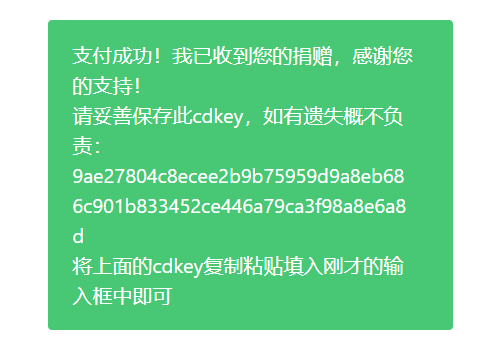 支付成功！我已收到您的捐赠，感谢您
的支持！
请妥善保存此cdkey，如有遗失概不负
责：
9ae27804c8ecee2b9b75959d9a8eb68
6c901b833452ce446a79ca3f98a8e6a8
d
将上面的cdkey复制粘贴填入刚才的输
入框中即可